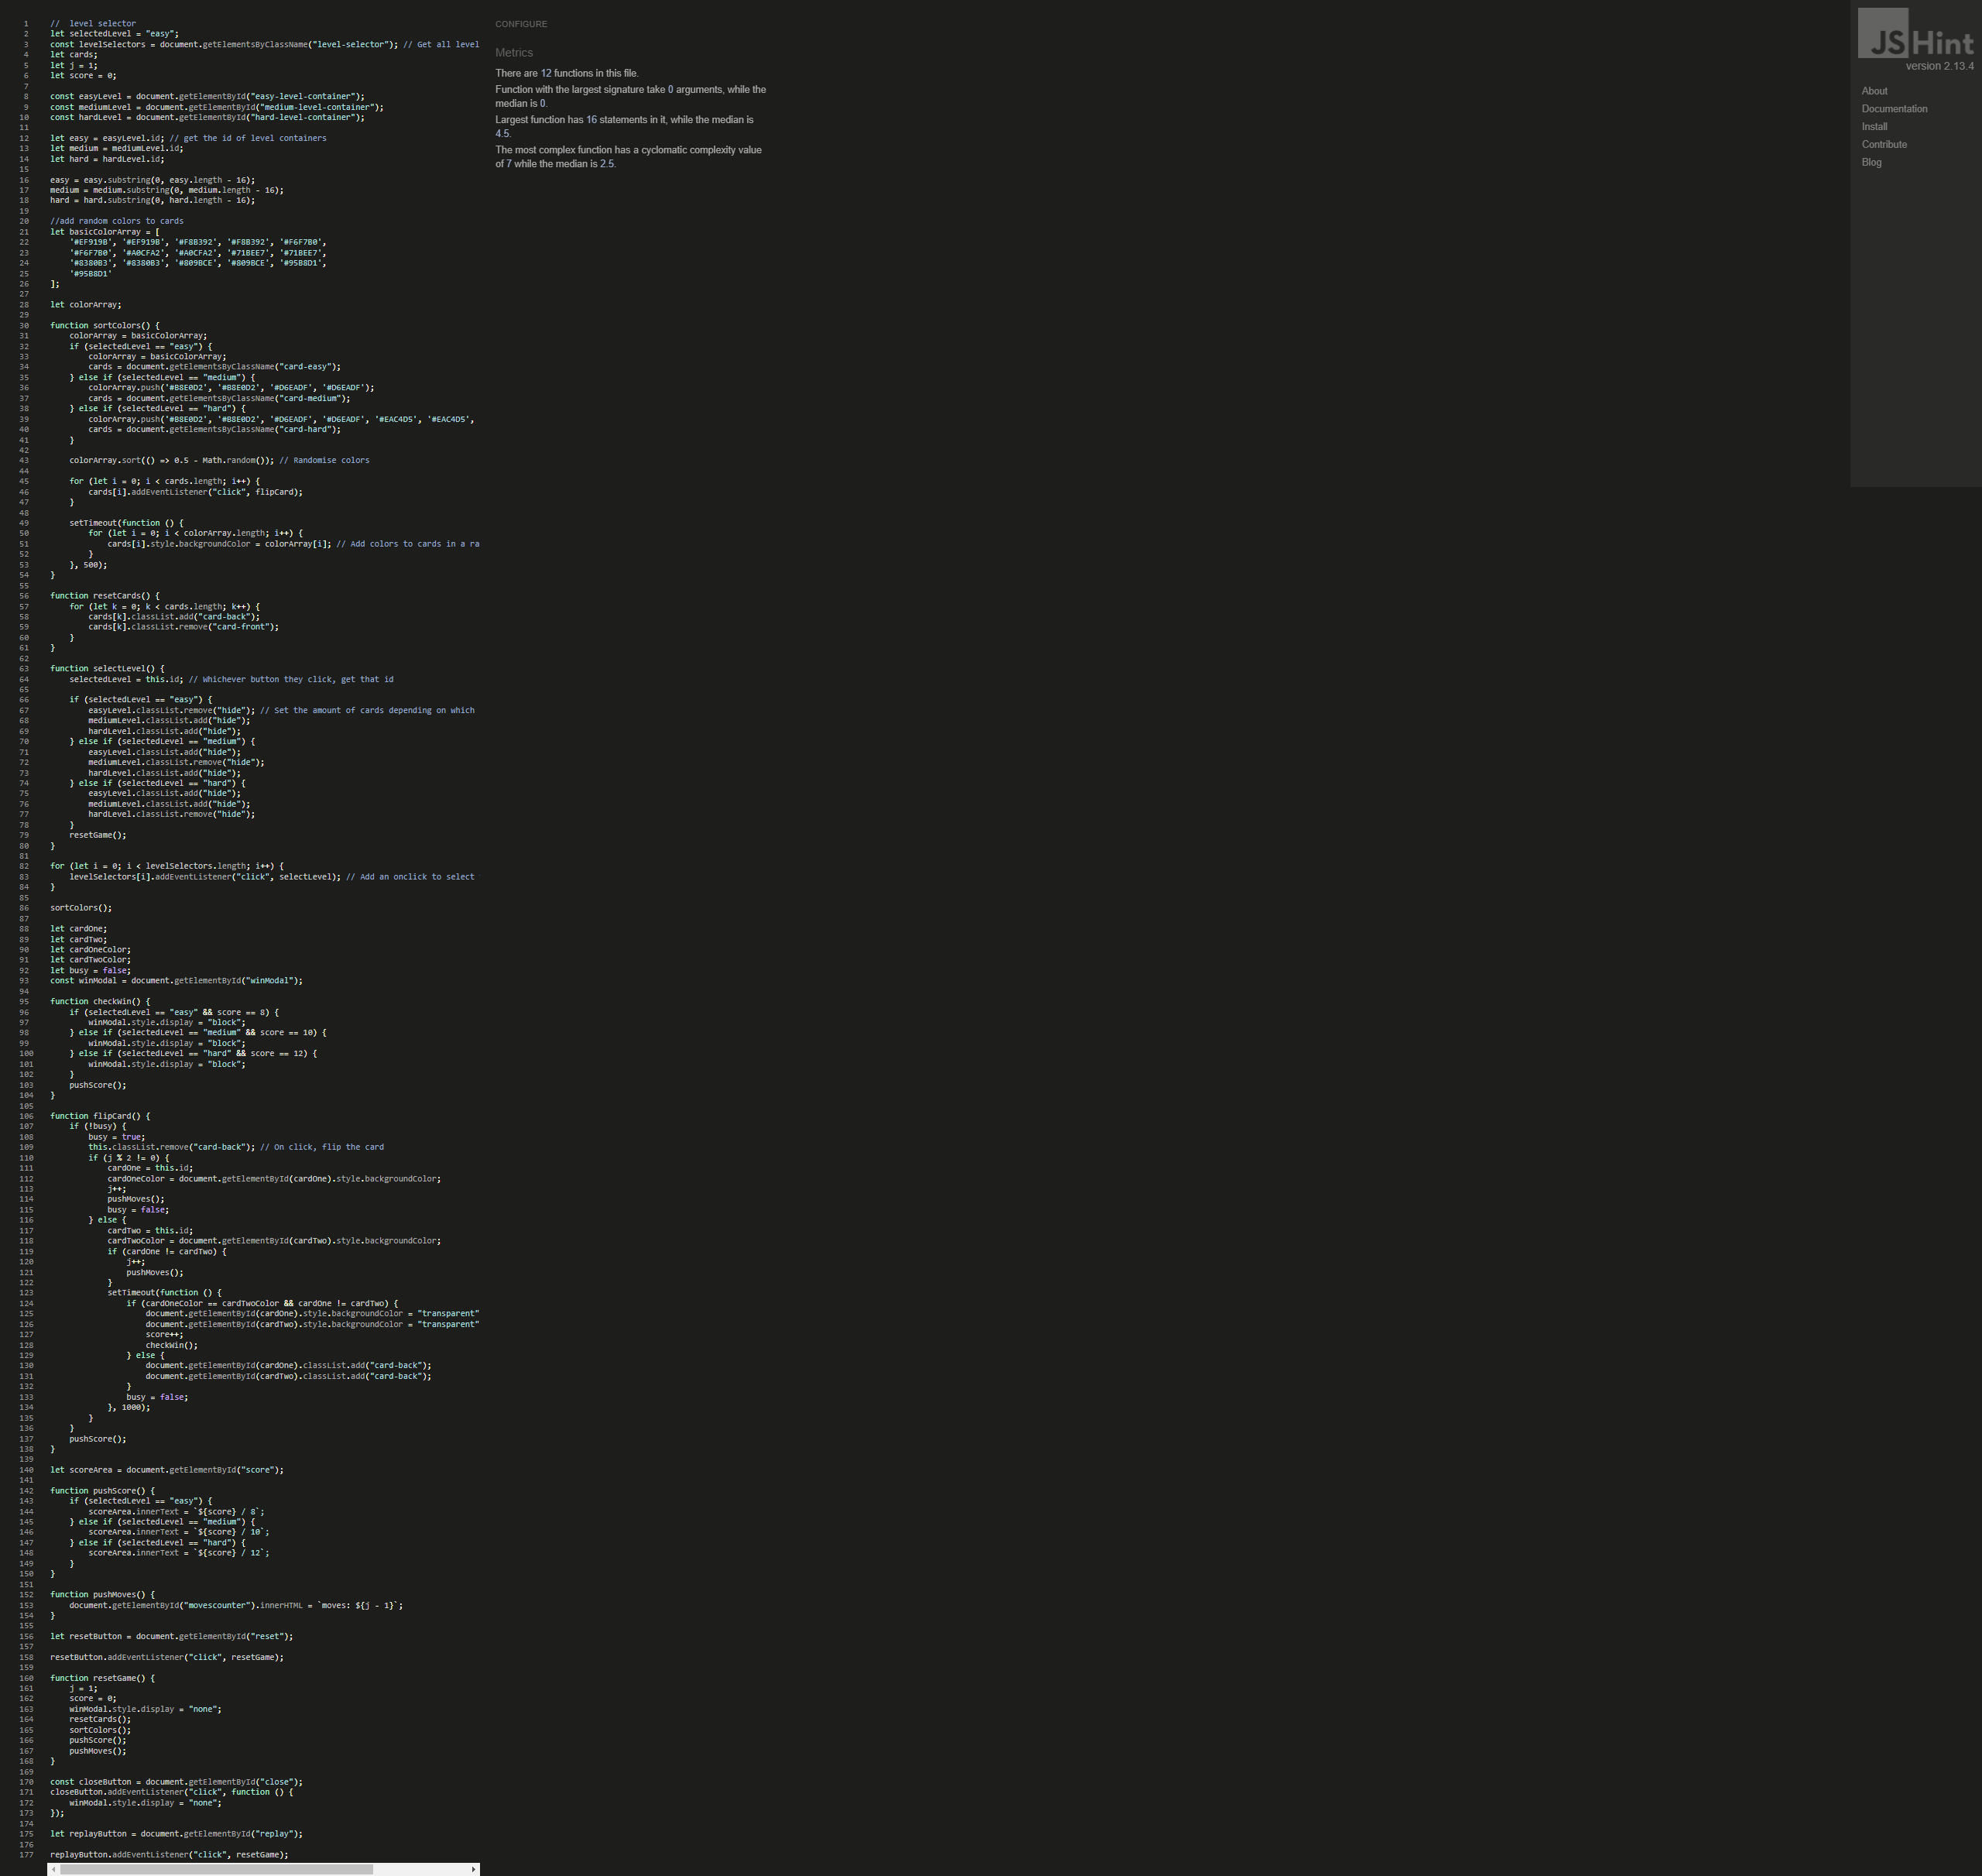 1 //  level selector
2 let selectedLevel = "easy";
3 const levelSelectors = document.getElementsByClassName("level-selector"); // Get all level
4 let cards;
5 let j = 1;
6 let score = 0;
7
8 const easyLevel = document.getElementById("easy-level-container");
9 const mediumLevel = document.getElementById("medium-level-container");
10 const hardLevel = document.getElementById("hard-level-container");
11
12 let easy = easyLevel.id; // get the id of level containers
13 let medium = mediumLevel.id;
14 let hard = hardLevel.id;
15
16 easy = easy.substring(0, easy.length - 16);
17 medium = medium.substring(0, medium.length - 16);
18 hard = hard.substring(0, hard.length - 16);
19
20 //add random colors to cards
21 let basicColorArray = [
22     '#EF919B', '#EF919B', '#F8B392', '#F8B392', '#F6F7B0',
23     '#F6F7B0', '#A0CFA2', '#A0CFA2', '#71BEE7', '#71BEE7',
24     '#8380B3', '#8380B3', '#809BCE', '#809BCE', '#95B8D1',
25     '#95B8D1'
26 ];
27
28 let colorArray;
29
30 function sortColors() {
31     colorArray = basicColorArray;
32     if (selectedLevel == "easy") {
33         colorArray = basicColorArray;
34         cards = document.getElementsByClassName("card-easy");
35     } else if (selectedLevel == "medium") {
36         colorArray.push('#B8E0D2', '#B8E0D2', '#D6EADF', '#D6EADF');
37         cards = document.getElementsByClassName("card-medium");
38     } else if (selectedLevel == "hard") {
39         colorArray.push('#B8E0D2', '#B8E0D2', '#D6EADF', '#D6EADF', '#EAC4D5', '#EAC4D5',
40         cards = document.getElementsByClassName("card-hard");
41     }
42
43     colorArray.sort(() => 0.5 - Math.random()); // Randomise colors
44
45     for (let i = 0; i < cards.length; i++) {
46         cards[i].addEventListener("click", flipCard);
47     }
48
49     setTimeout(function () {
50         for (let i = 0; i < colorArray.length; i++) {
51             cards[i].style.backgroundColor = colorArray[i]; // Add colors to cards in a ra
52         }
53     }, 500);
54 }
55
56 function resetCards() {
57     for (let k = 0; k < cards.length; k++) {
58         cards[k].classList.add("card-back");
59         cards[k].classList.remove("card-front");
60     }
61 }
62
63 function selectLevel() {
64     selectedLevel = this.id; // Whichever button they click, get that id
65
66     if (selectedLevel == "easy") {
67         easyLevel.classList.remove("hide"); // Set the amount of cards depending on which
68         mediumLevel.classList.add("hide");
69         hardLevel.classList.add("hide");
70     } else if (selectedLevel == "medium") {
71         easyLevel.classList.add("hide");
72         mediumLevel.classList.remove("hide");
73         hardLevel.classList.add("hide");
74     } else if (selectedLevel == "hard") {
75         easyLevel.classList.add("hide");
76         mediumLevel.classList.add("hide");
77         hardLevel.classList.remove("hide");
78     }
79     resetGame();
80 }
81
82 for (let i = 0; i < levelSelectors.length; i++) {
83     levelSelectors[i].addEventListener("click", selectLevel); // Add an onclick to select
84 }
85
86 sortColors();
87
88 let cardOne;
89 let cardTwo;
90 let cardOneColor;
91 let cardTwoColor;
92 let busy = false;
93 const winModal = document.getElementById("winModal");
94
95 function checkWin() {
96     if (selectedLevel == "easy" && score == 8) {
97         winModal.style.display = "block";
98     } else if (selectedLevel == "medium" && score == 10) {
99         winModal.style.display = "block";
100     } else if (selectedLevel == "hard" && score == 12) {
101         winModal.style.display = "block";
102     }
103     pushScore();
104 }
105
106 function flipCard() {
107     if (!busy) {
108         busy = true;
109         this.classList.remove("card-back"); // On click, flip the card
110         if (j % 2 != 0) {
111             cardOne = this.id;
112             cardOneColor = document.getElementById(cardOne).style.backgroundColor;
113             j++;
114             pushMoves();
115             busy = false;
116         } else {
117             cardTwo = this.id;
118             cardTwoColor = document.getElementById(cardTwo).style.backgroundColor;
119             if (cardOne != cardTwo) {
120                 j++;
121                 pushMoves();
122             }
123             setTimeout(function () {
124                 if (cardOneColor == cardTwoColor && cardOne != cardTwo) {
125                     document.getElementById(cardOne).style.backgroundColor = "transparent"
126                     document.getElementById(cardTwo).style.backgroundColor = "transparent"
127                     score++;
128                     checkWin();
129                 } else {
130                     document.getElementById(cardOne).classList.add("card-back");
131                     document.getElementById(cardTwo).classList.add("card-back");
132                 }
133                 busy = false;
134             }, 1000);
135         }
136     }
137     pushScore();
138 }
139
140 let scoreArea = document.getElementById("score");
141
142 function pushScore() {
143     if (selectedLevel == "easy") {
144         scoreArea.innerText = `${score} / 8`;
145     } else if (selectedLevel == "medium") {
146         scoreArea.innerText = `${score} / 10`;
147     } else if (selectedLevel == "hard") {
148         scoreArea.innerText = `${score} / 12`;
149     }
150 }
151
152 function pushMoves() {
153     document.getElementById("movescounter").innerHTML = `moves: ${j - 1}`;
154 }
155
156 let resetButton = document.getElementById("reset");
157
158 resetButton.addEventListener("click", resetGame);
159
160 function resetGame() {
161     j = 1;
162     score = 0;
163     winModal.style.display = "none";
164     resetCards();
165     sortColors();
166     pushScore();
167     pushMoves();
168 }
169
170 const closeButton = document.getElementById("close");
171 closeButton.addEventListener("click", function () {
172     winModal.style.display = "none";
173 });
174
175 let replayButton = document.getElementById("replay");
176
177 replayButton.addEventListener("click", resetGame);
CONFIGURE
Metrics
There are 12 functions in this file.
Function with the largest signature take 0 arguments, while the
median is 0.
Largest function has 16 statements in it, while the median is
4.5.
The most complex function has a cyclomatic complexity value
of 7 while the median is 2.5.
JSHint
version 2.13.4
About
Documentation
Install
Contribute
Blog